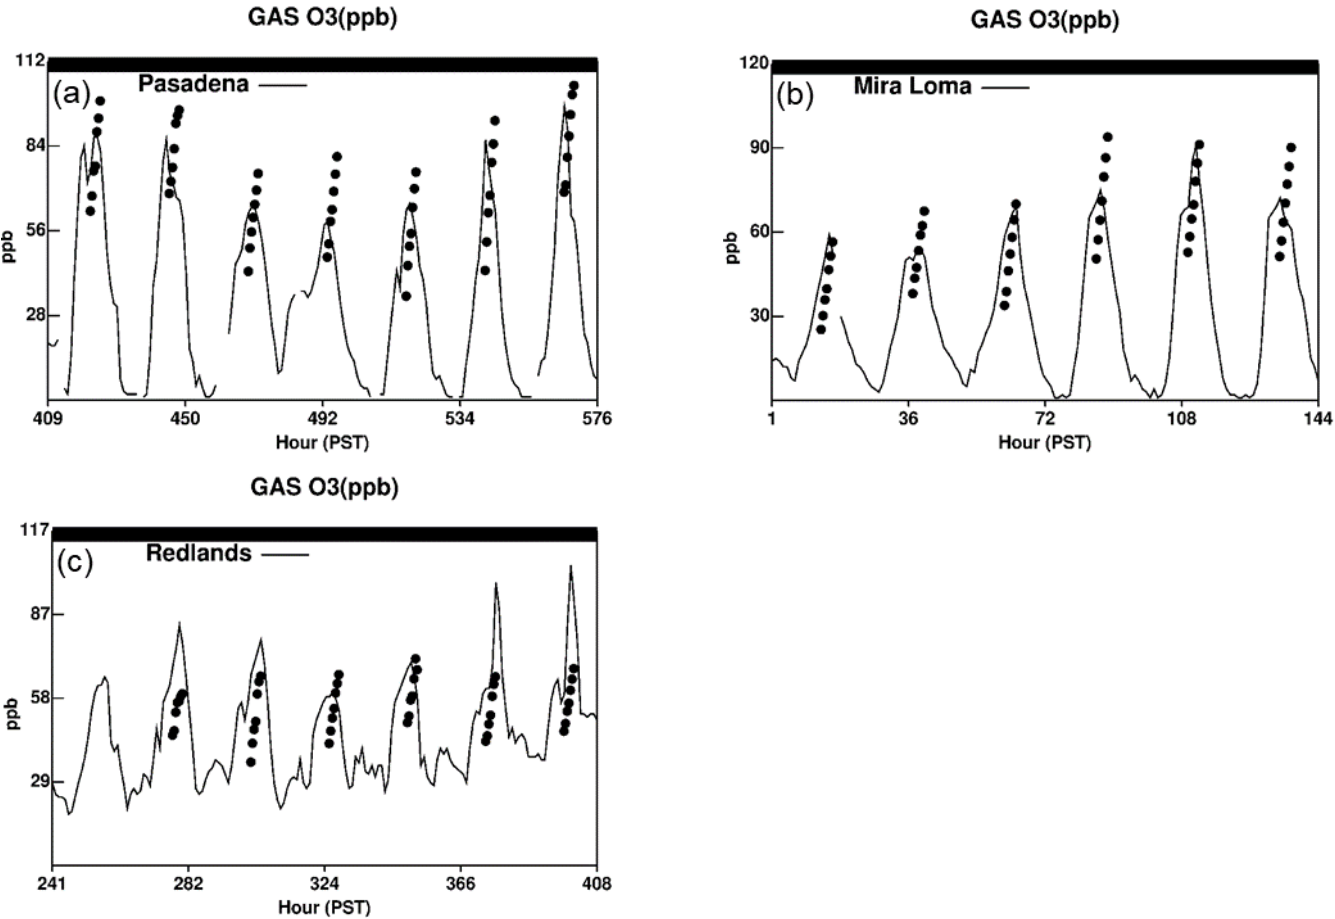 GAS O3(ppb)
112
(a)
Pasadena
84
56
28
ppb
409 450 492 534 576
Hour (PST)
GAS O3(ppb)
120
(b)
Mira Loma
90
60
30
ppb
1 36 72 108 144
Hour (PST)
GAS O3(ppb)
117
(c)
Redlands
87
58
29
ppb
241 282 324 366 408
Hour (PST)